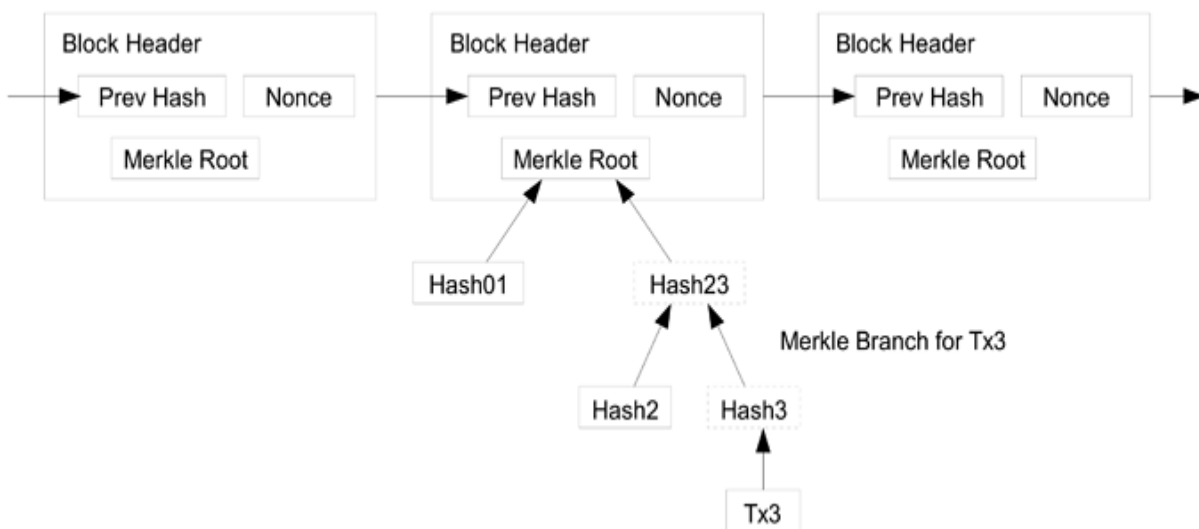 Block Header
Prev Hash
Nonce
Merkle Root
Block Header
Prev Hash
Nonce
Merkle Root
Block Header
Prev Hash
Nonce
Merkle Root
Hash01
Hash23
Merkle Branch for Tx3
Hash2
Hash3
Tx3